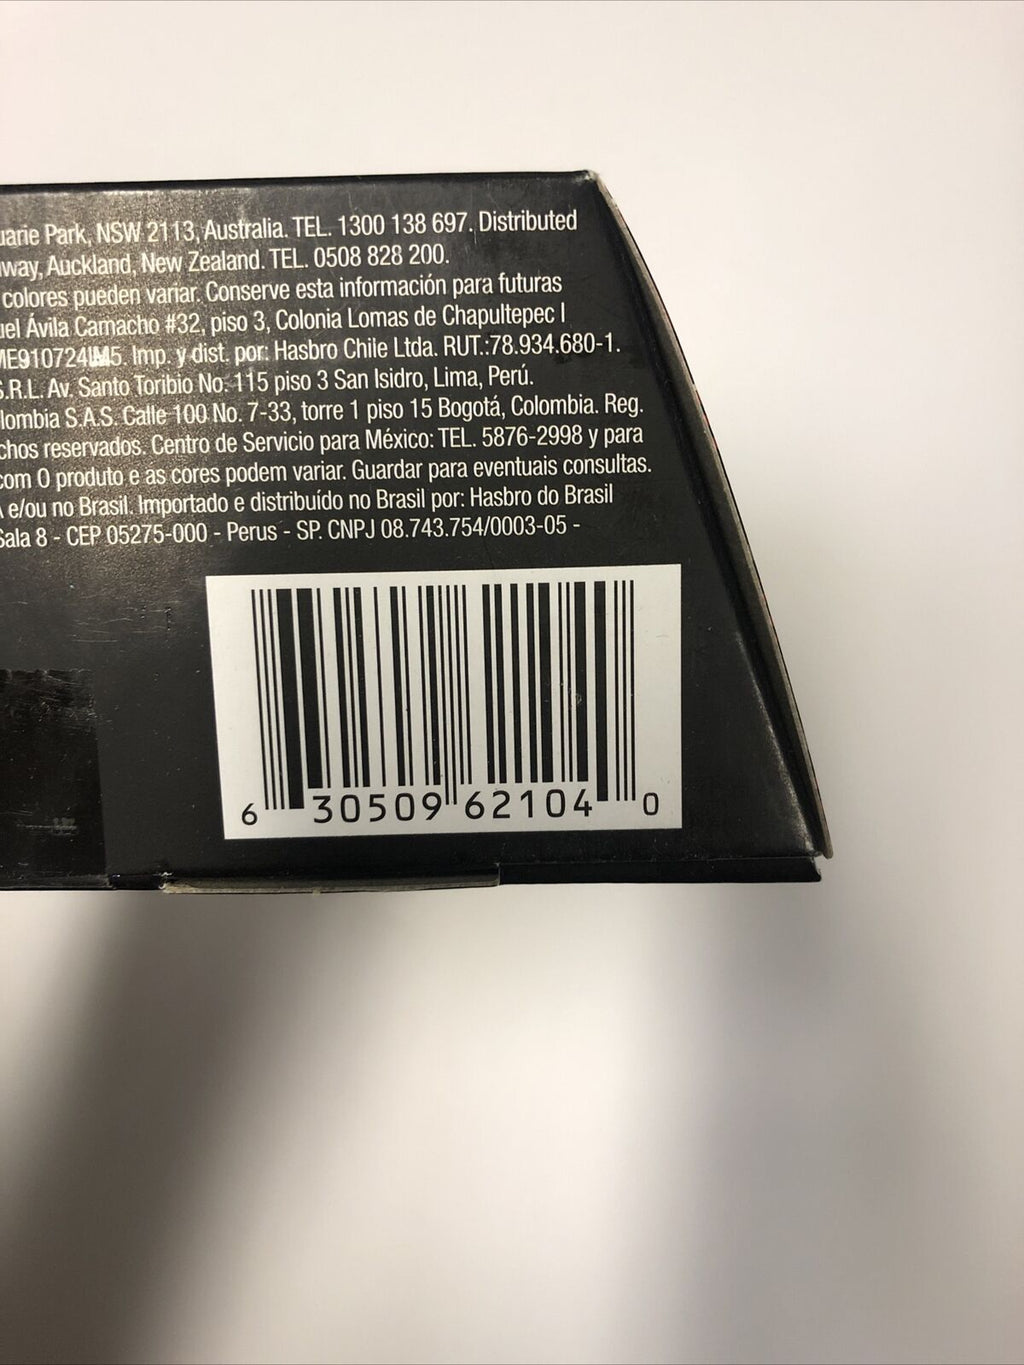 Park, NSW 2113, Australia. TEL. 1300 138 697. Distributed
Auckland, New Zealand. TEL. 0508 828 200.
colores pueden variar. Conserve esta información para futuras
Ávila Camacho #32, piso 3, Colonia Lomas de Chapultepec I
Imp. y dist. por: Hasbro Chile Ltda. RUT.:78.934.680-1.
S.R.L. Av. Santo Toribio No. 115 piso 3 San Isidro, Lima, Perú.
lombia S.A.S. Calle 100 No. 7-33, torre 1 piso 15 Bogotá, Colombia. Reg.
chos reservados. Centro de Servicio para México: TEL. 5876-2998 y para
com O produto e as cores podem variar. Guardar para eventuais consultas.
e/ou no Brasil. Importado e distribuído no Brasil por: Hasbro do Brasil
Sala 8 - CEP 05275-000 - Perus - SP. CNPJ 08.743.754/0003-05 -
6 30509 62104 0